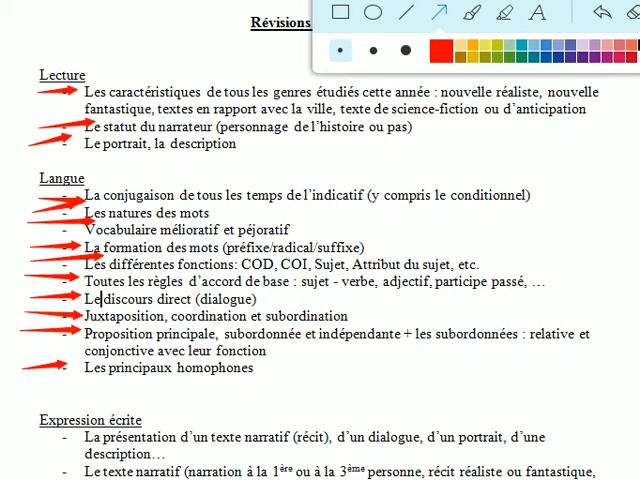 Révisions
Lecture
- Les caractéristiques de tous les genres étudiés cette année : nouvelle réaliste, nouvelle
fantastique, textes en rapport avec la ville, texte de science-fiction ou d’anticipation
- Le statut du narrateur (personnage de l’histoire ou pas)
- Le portrait, la description
Langue
- La conjugaison de tous les temps de l’indicatif (y compris le conditionnel)
- Les natures des mots
- Vocabulaire mélioratif et péjoratif
- La formation des mots (préfixe/radical/suffixe)
- Les différentes fonctions: COD, COI, Sujet, Attribut du sujet, etc.
- Toutes les règles d’accord de base : sujet - verbe, adjectif, participe passé, …
- Le discours direct (dialogue)
- Juxtaposition, coordination et subordination
- Proposition principale, subordonnée et indépendante + les subordonnées : relative et
conjonctive avec leur fonction
- Les principaux homophones
Expression écrite
- La présentation d’un texte narratif (récit), d’un dialogue, d’un portrait, d’une
description…
- Le texte narratif (narration à la 1ère ou à la 3ème personne, récit réaliste ou fantastique,